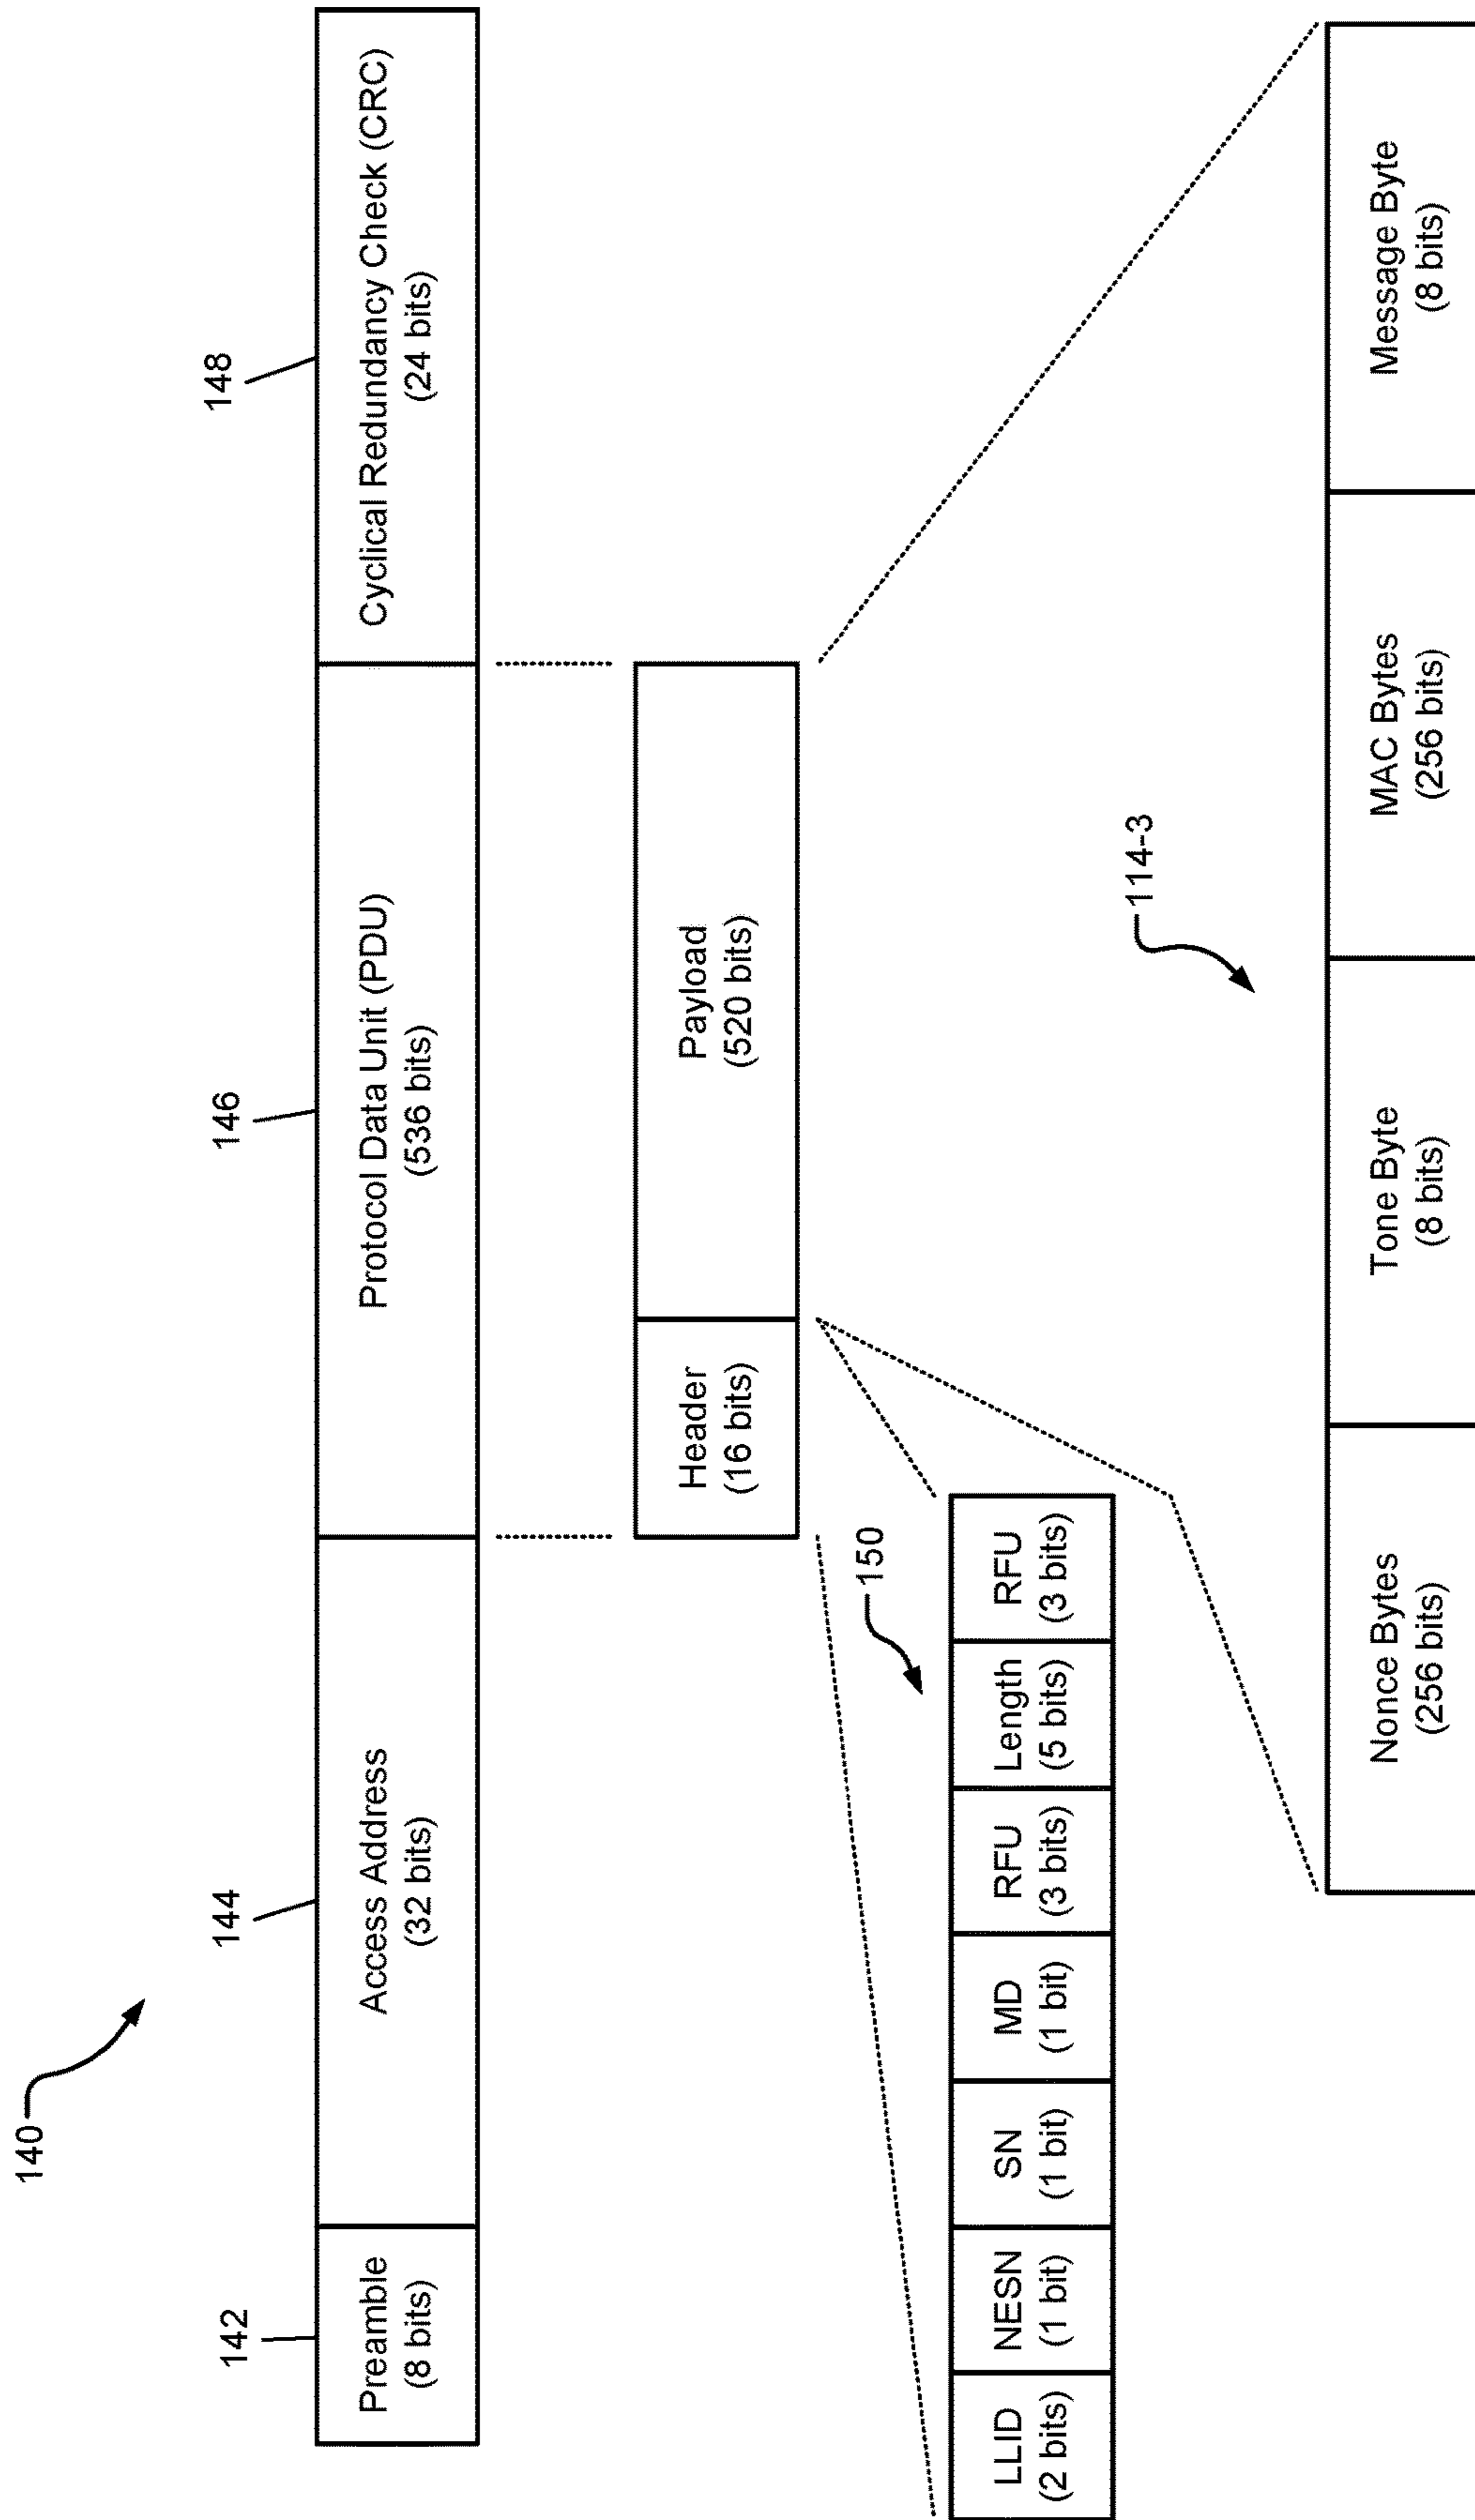 140
142
144
146
148
Preamble
(8 bits)
Access Address
(32 bits)
Protocol Data Unit (PDU)
(536 bits)
Cyclical Redundancy Check (CRC)
(24 bits)
Header
(16 bits)
Payload
(520 bits)
150
LLID
(2 bits)
NESN
(1 bit)
SN
(1 bit)
MD
(1 bit)
RFU
(3 bits)
Length
(5 bits)
RFU
(3 bits)
114-3
Nonce Bytes
(256 bits)
Tone Byte
(8 bits)
MAC Bytes
(256 bits)
Message Byte
(8 bits)